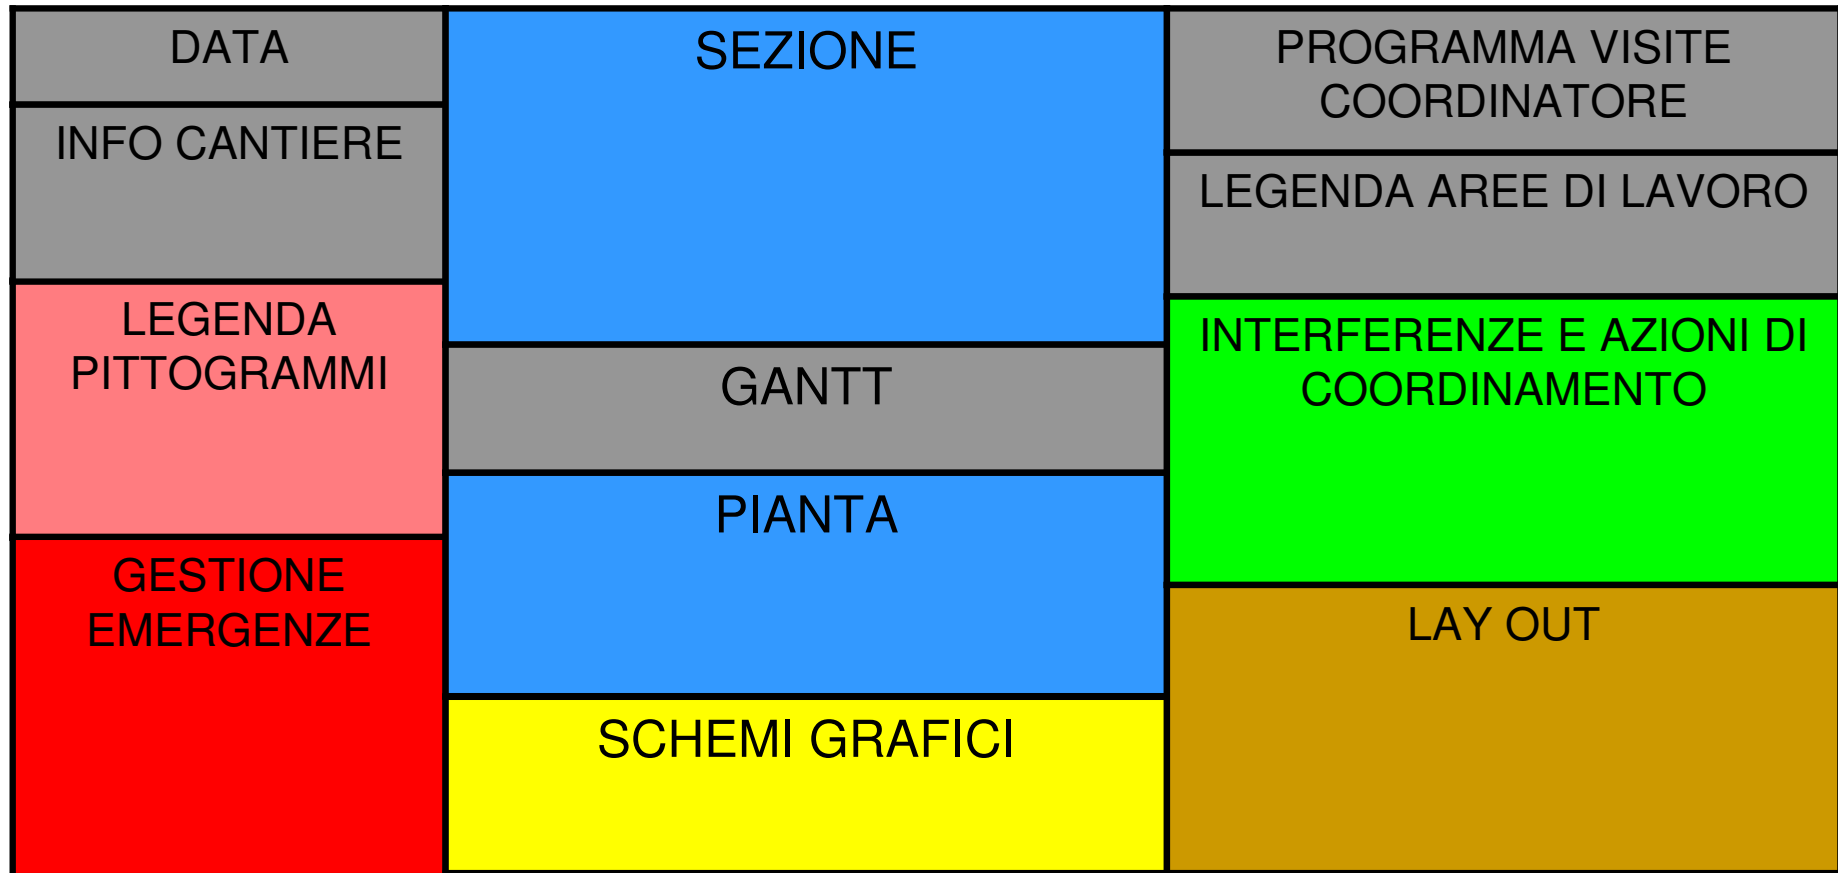 DATA
INFO CANTIERE
LEGENDA
PITTOGRAMMI
GESTIONE
EMERGENZE
SEZIONE
GANTT
PIANTA
SCHEMI GRAFICI
PROGRAMMA VISITE
COORDINATORE
LEGENDA AREE DI LAVORO
INTERFERENZE E AZIONI DI
COORDINAMENTO
LAY OUT